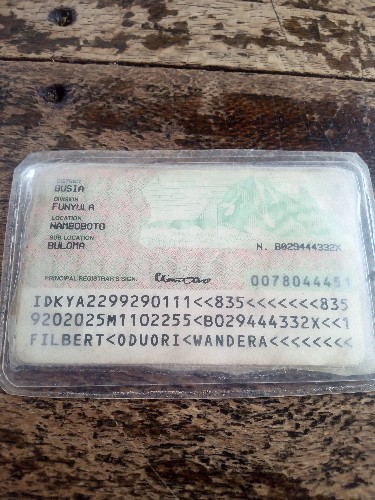 DISTRICT
BUSIA
DIVISION
FUNYULA
LOCATION
NAMBOBOTO
SUB LOCATION
BULOMA
N. B029444332X
PRINCIPAL REGISTRAR'S SIGN.
0078044451
IDKYA2299290111<<835<<<<<<<835
9202025M1102255<B029444332X<<1
FILBERT<ODUORI<WANDERA<<<<<<<<